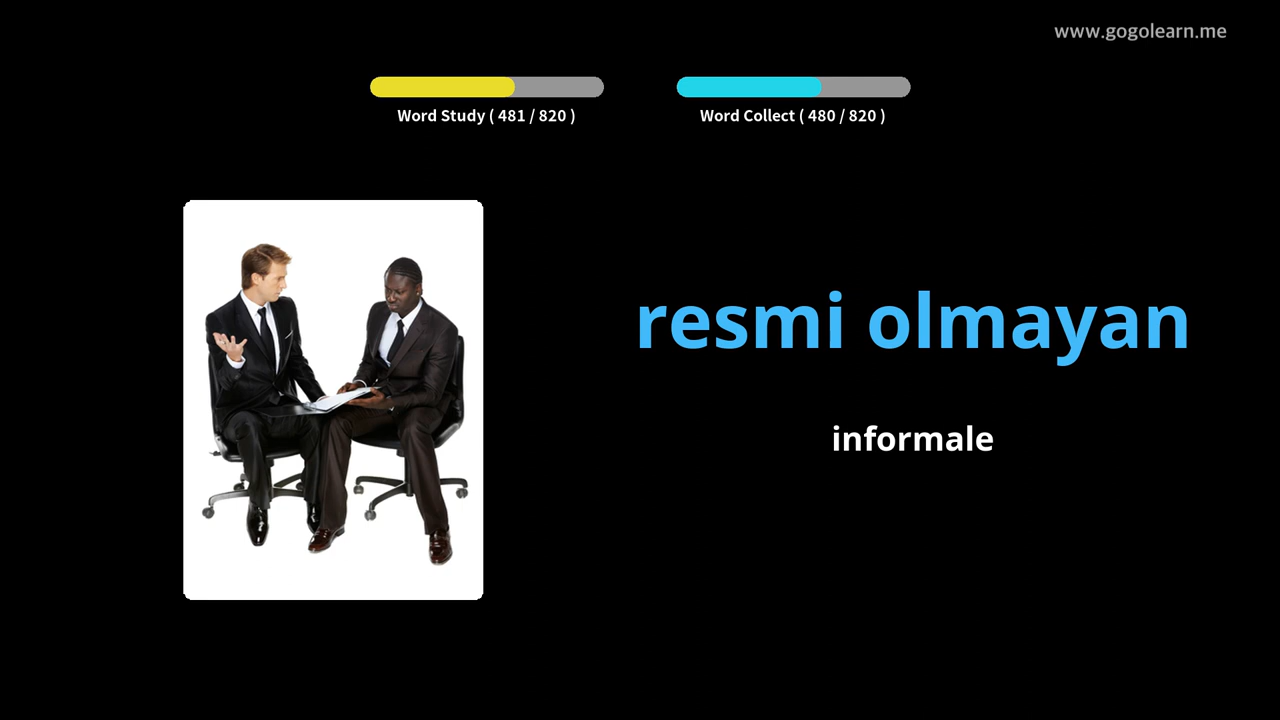 www.gogolearn.me
Word Study ( 481 / 820 )
Word Collect ( 480 / 820 )
resmi olmayan
informale